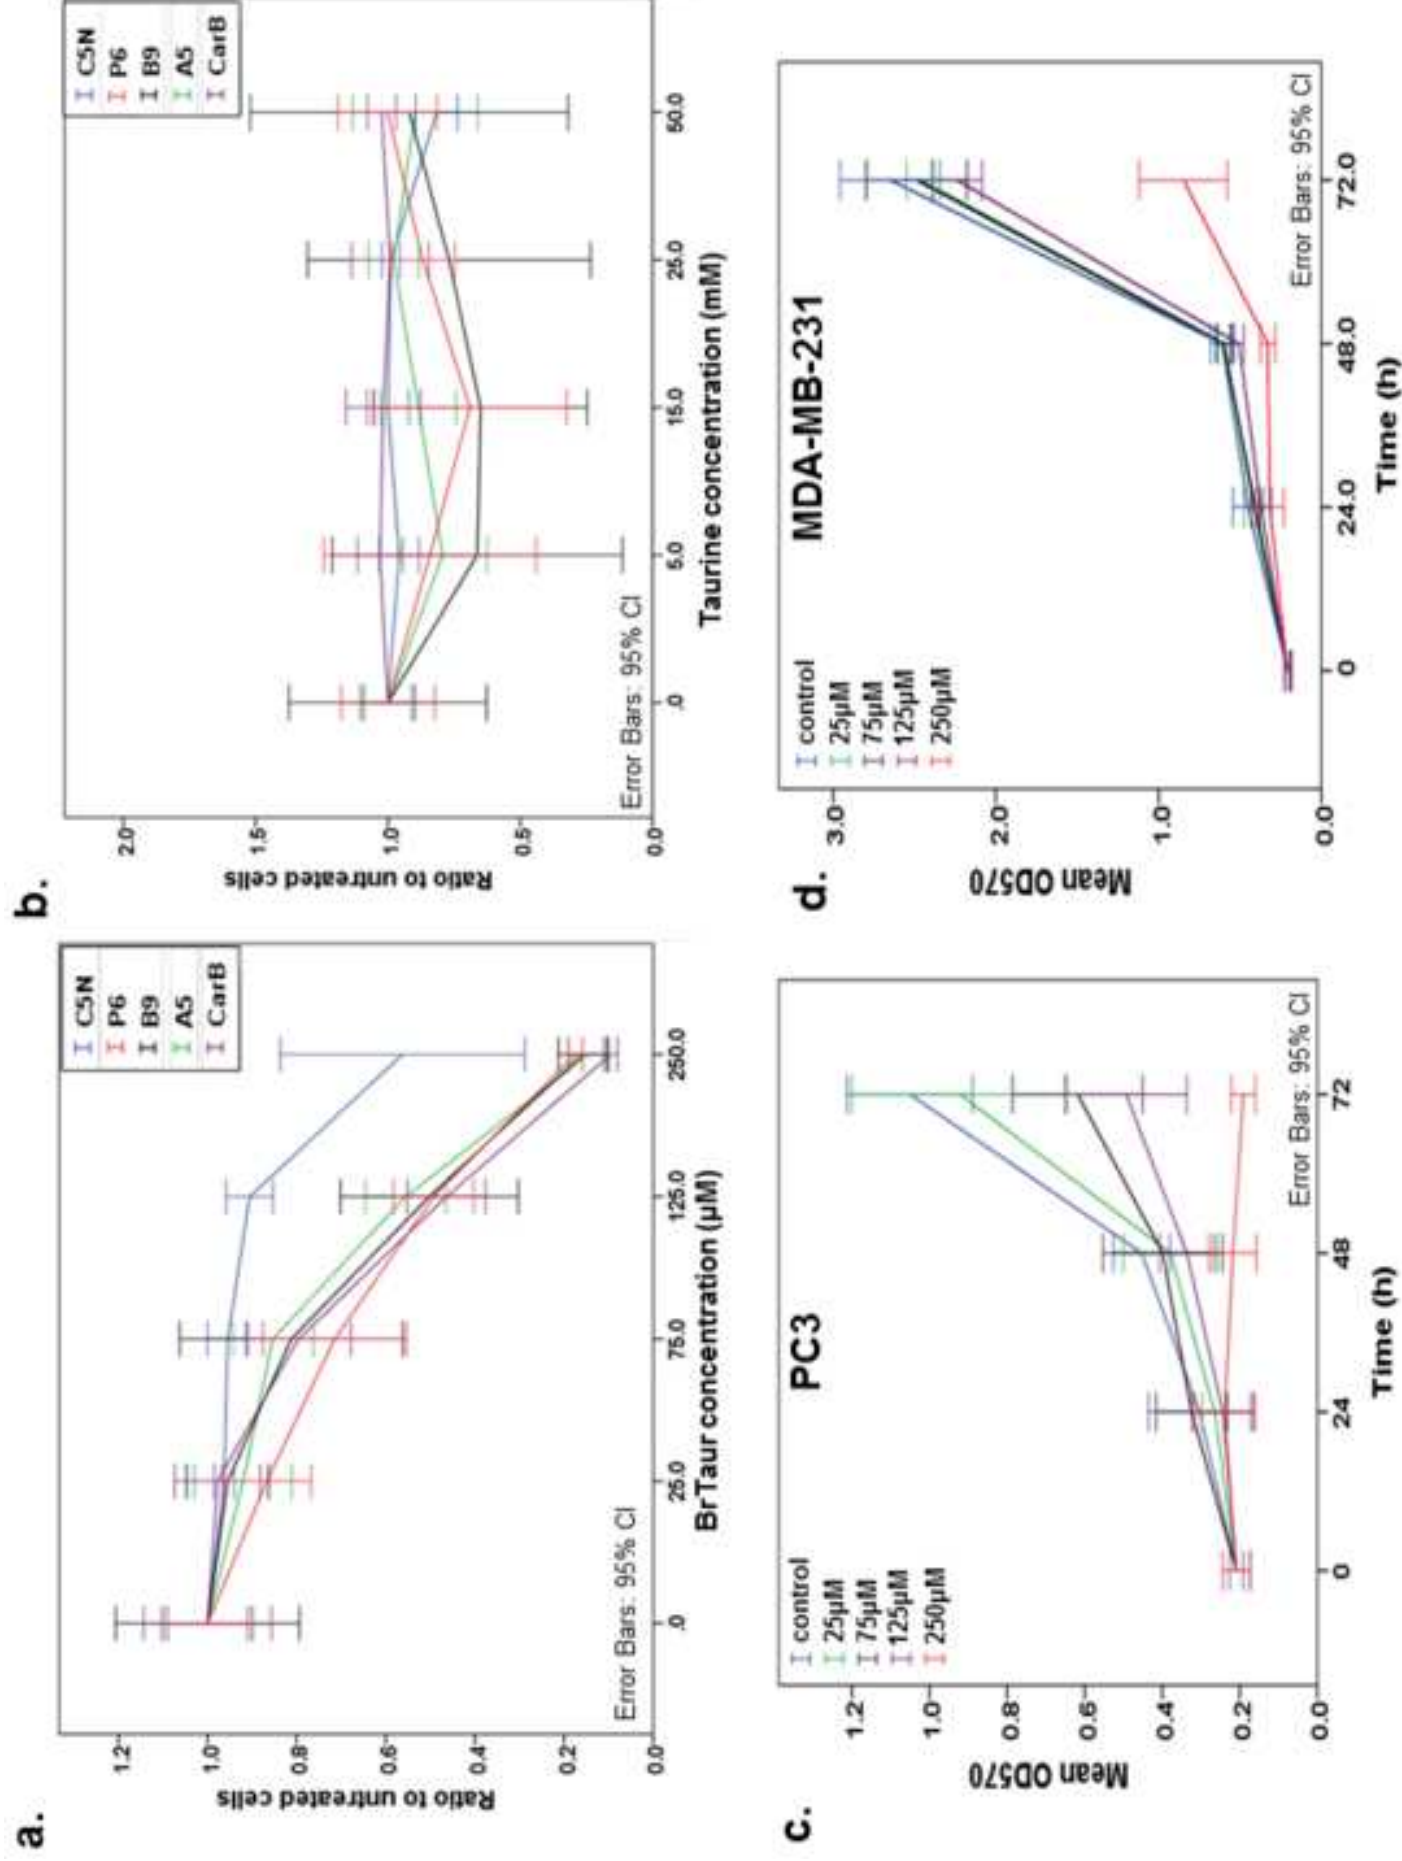 a.
Ratio to untreated cells
1.2
1.0
0.8
0.6
0.4
0.2
0.0
C5N
P6
B9
A5
CarB
Error Bars: 95% CI
.0
25.0
75.0
125.0
250.0
BrTaur concentration (µM)
b.
Ratio to untreated cells
2.0
1.5
1.0
0.5
0.0
C5N
P6
B9
A5
CarB
Error Bars: 95% CI
.0
5.0
15.0
25.0
50.0
Taurine concentration (mM)
c.
Mean OD570
1.2
1.0
0.8
0.6
0.4
0.2
0.0
control
25µM
75µM
125µM
250µM
PC3
Error Bars: 95% CI
0
24
48
72
Time (h)
d.
Mean OD570
3.0
2.0
1.0
0.0
control
25µM
75µM
125µM
250µM
MDA-MB-231
Error Bars: 95% CI
0
24.0
48.0
72.0
Time (h)